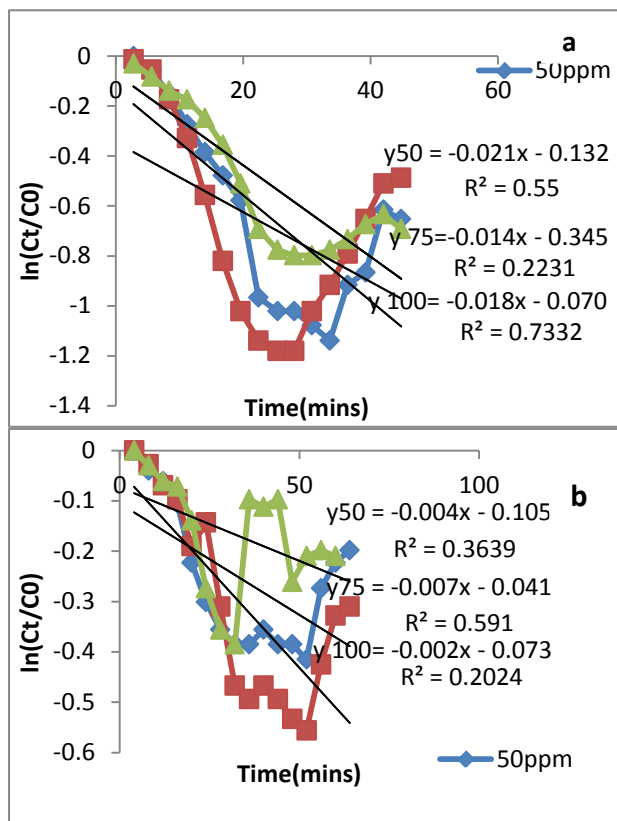 a
0
0 20 40 60
50ppm
-0.2
-0.4
y50 = -0.021x - 0.132
R² = 0.55
-0.6
-0.8
y 75=-0.014x - 0.345
R² = 0.2231
-1
y 100= -0.018x - 0.070
R² = 0.7332
-1.2
-1.4
ln(Ct/C0)
Time(mins)
0
0 50 100
b
-0.1
y50 = -0.004x - 0.105
R² = 0.3639
-0.2
y75 = -0.007x - 0.041
R² = 0.591
-0.3
-0.4
y 100= -0.002x - 0.073
R² = 0.2024
-0.5
-0.6
ln(Ct/C0)
Time(mins)
50ppm